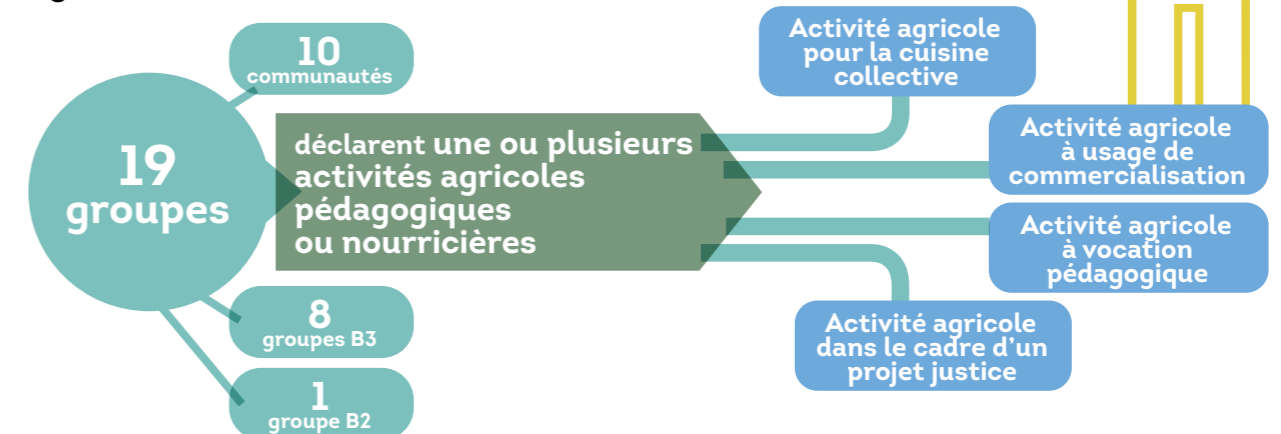 10
communautés
19
groupes
déclarent une ou plusieurs
activités agricoles
pédagogiques
ou nourricières
8
groupes B3
1
groupe B2
Activité agricole
pour la cuisine
collective
Activité agricole
à usage de
commercialisation
Activité agricole
à vocation
pédagogique
Activité agricole
dans le cadre d'un
projet justice